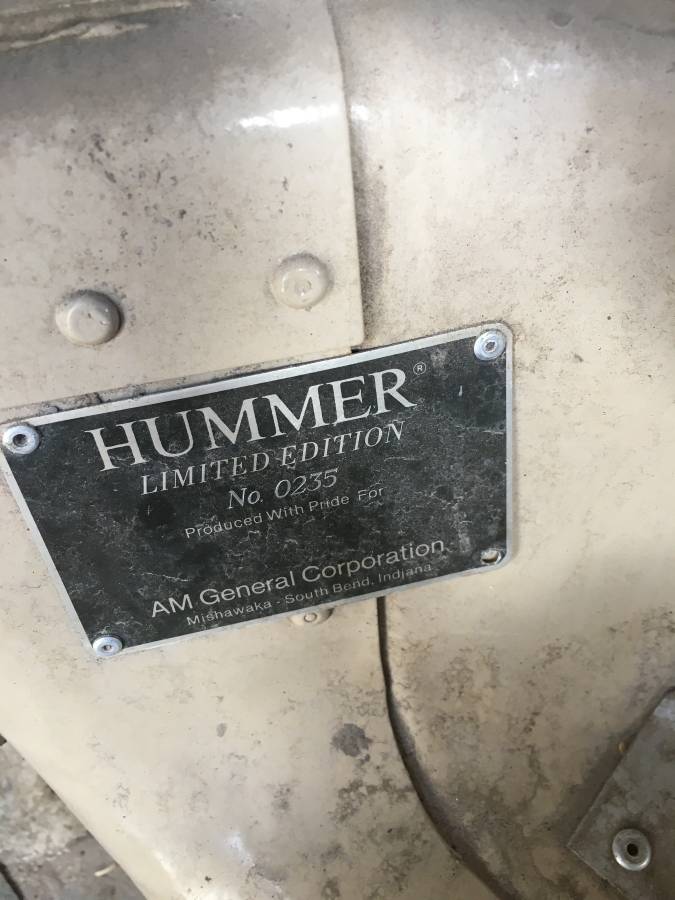 HUMMER®
LIMITED EDITION
No. 0235
Produced With Pride For
AM General Corporation
Mishawaka - South Bend, Indiana